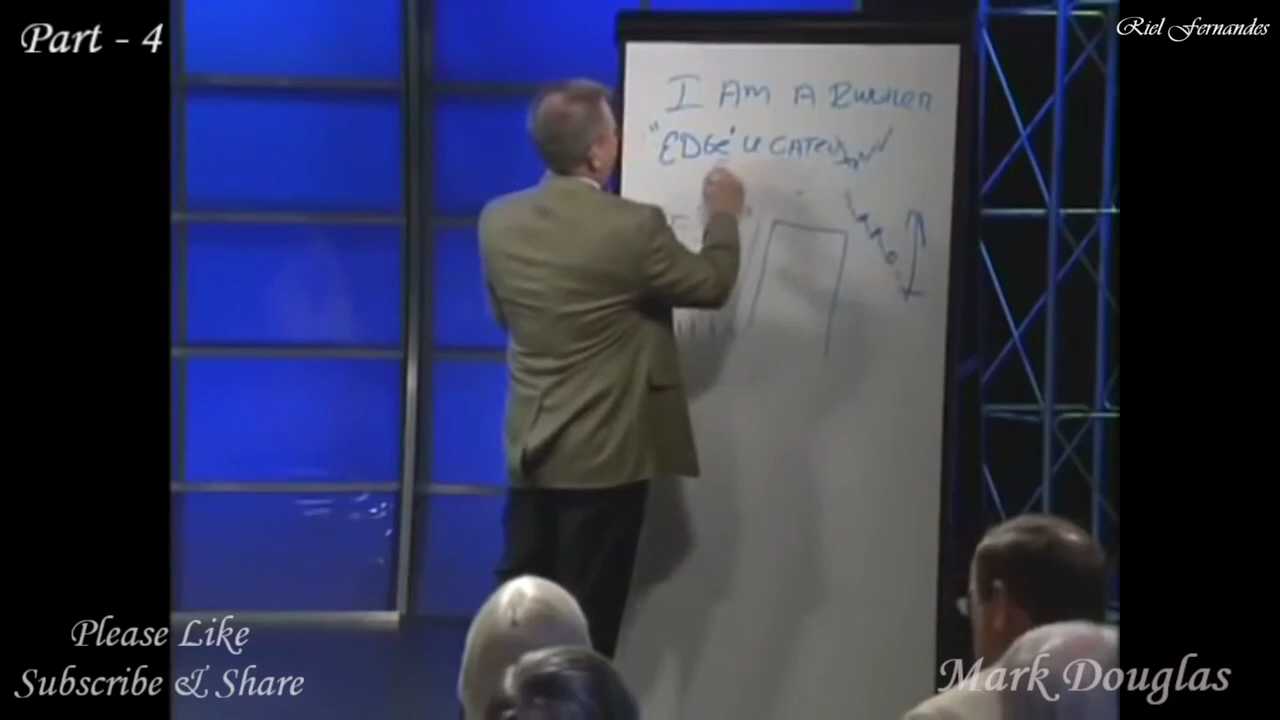 Part - 4
Riel Fernandes
I Am A Runner
"EDGe" U CATeD
Please Like
Subscribe & Share
Mark Douglas